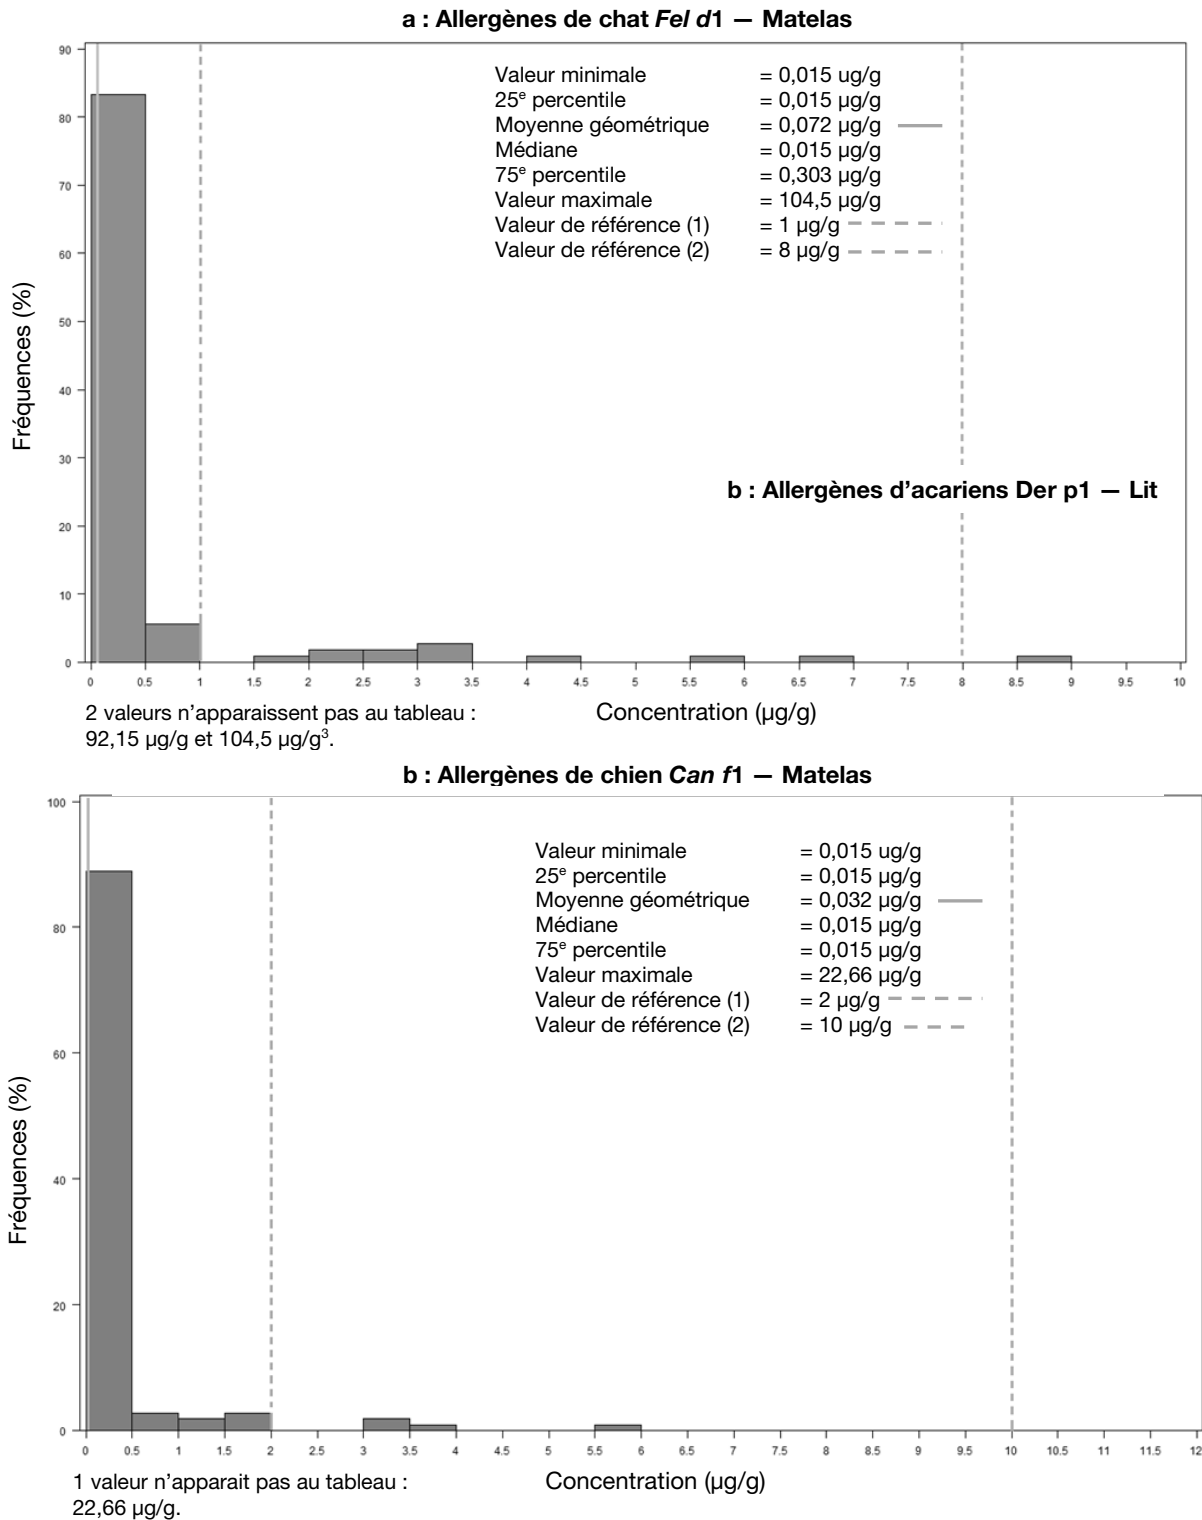 a : Allergènes de chat Fel d1 — Matelas
Fréquences (%)
90
80
70
60
50
40
30
20
10
0
Valeur minimale = 0,015 ug/g
25e percentile = 0,015 µg/g
Moyenne géométrique = 0,072 µg/g
Médiane = 0,015 µg/g
75e percentile = 0,303 µg/g
Valeur maximale = 104,5 µg/g
Valeur de référence (1) = 1 µg/g
Valeur de référence (2) = 8 µg/g
b : Allergènes d’acariens Der p1 — Lit
0 0.5 1 1.5 2 2.5 3 3.5 4 4.5 5 5.5 6 6.5 7 7.5 8 8.5 9 9.5 10
Concentration (µg/g)
2 valeurs n’apparaissent pas au tableau :
92,15 µg/g et 104,5 µg/g³.
b : Allergènes de chien Can f1 — Matelas
Fréquences (%)
100
80
60
40
20
0
Valeur minimale = 0,015 ug/g
25e percentile = 0,015 µg/g
Moyenne géométrique = 0,032 µg/g
Médiane = 0,015 µg/g
75e percentile = 0,015 µg/g
Valeur maximale = 22,66 µg/g
Valeur de référence (1) = 2 µg/g
Valeur de référence (2) = 10 µg/g
0 0.5 1 1.5 2 2.5 3 3.5 4 5 5.5 6 6.5 7 7.5 8 8.5 9 9.5 10 10.5 11 11.5 12
Concentration (µg/g)
1 valeur n’apparait pas au tableau :
22,66 µg/g.